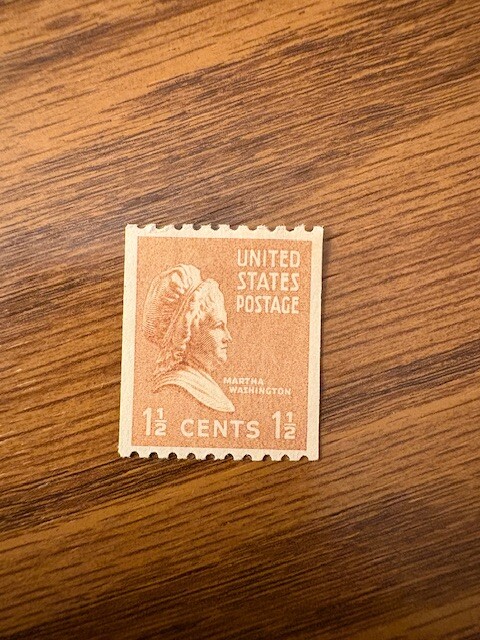 UNITED
STATES
POSTAGE
MARTHA
WASHINGTON
1½ CENTS 1½